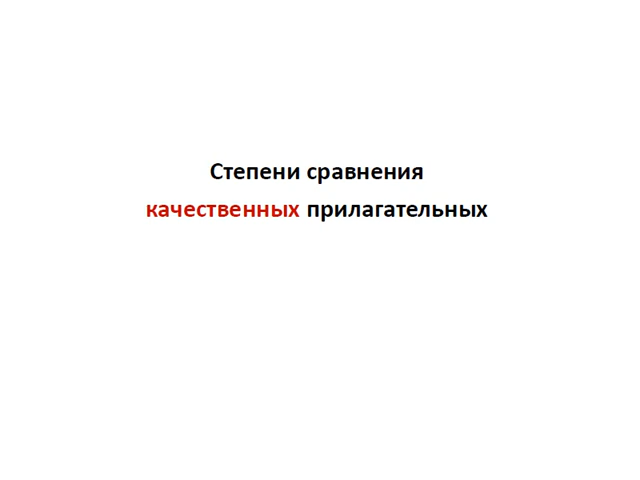 Степени сравнения
качественных прилагательных